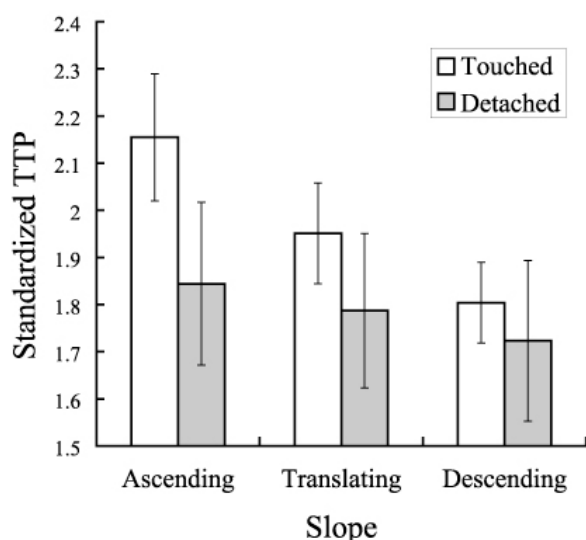 2.4
2.3
2.2
2.1
2
1.9
1.8
1.7
1.6
1.5
Standardized TTP
Touched
Detached
Ascending Translating Descending
Slope